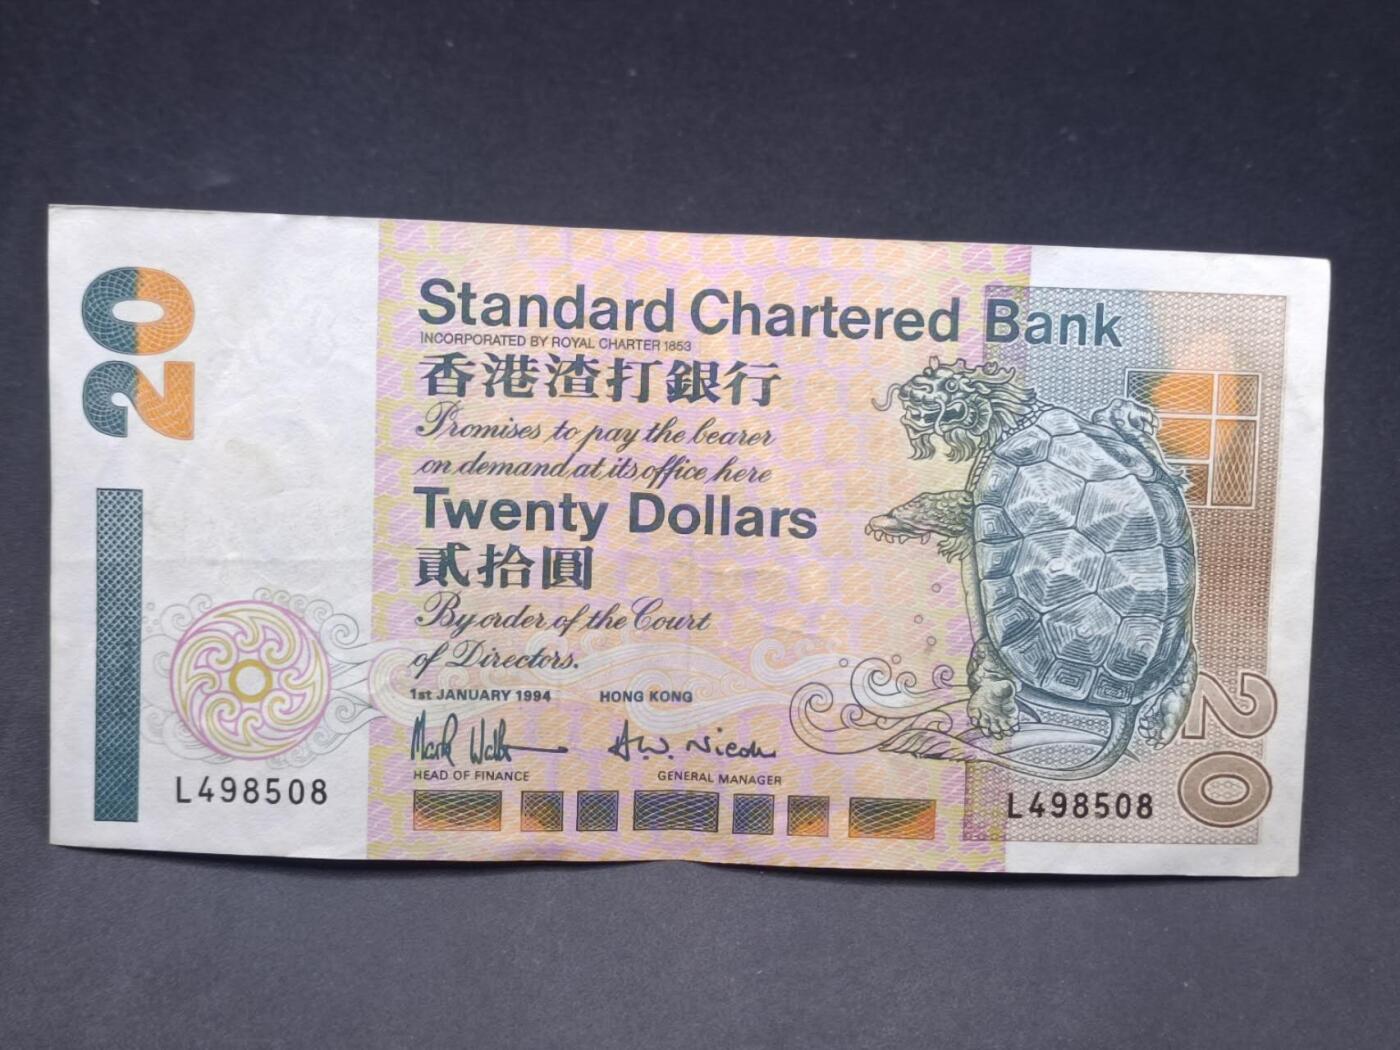 20
Standard Chartered Bank
INCORPORATED BY ROYAL CHARTER 1853
香港渣打銀行
Promises to pay the bearer
on demand at its office here
Twenty Dollars
貳拾圓
By order of the Court
of Directors.
1st JANUARY 1994 HONG KONG
HEAD OF FINANCE GENERAL MANAGER
L498508 L498508
20